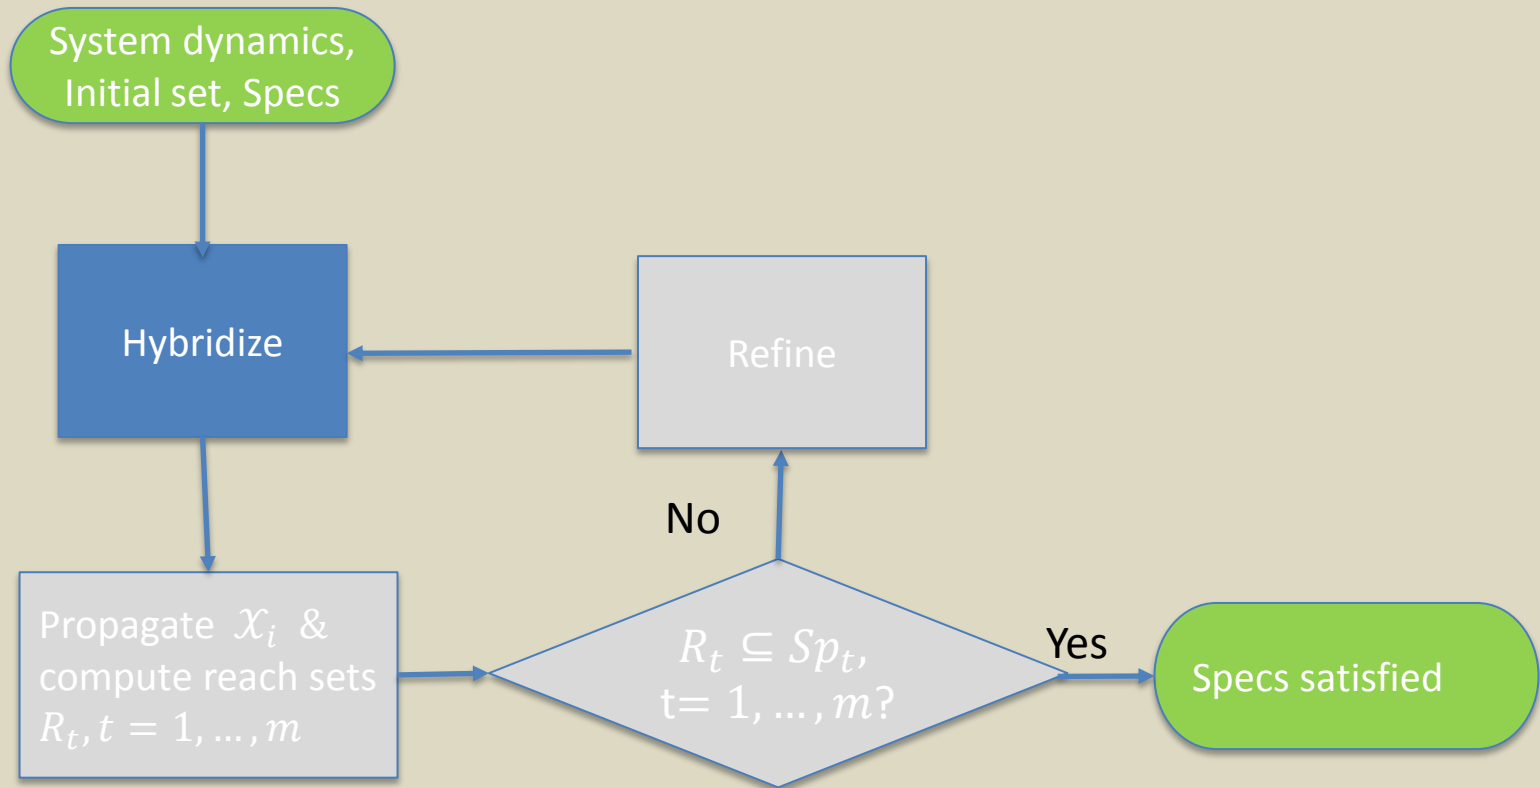 System dynamics,
Initial set, Specs
Hybridize
Refine
No
Propagate 𝒳ᵢ &
compute reach sets
Rₜ, t = 1, …, m
Rₜ ⊆ Spₜ,
t= 1, …, m?
Yes
Specs satisfied